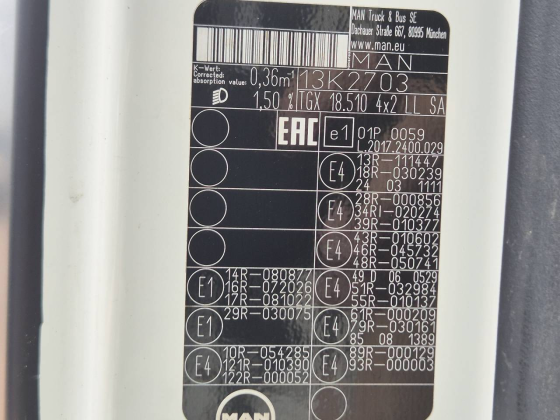 MAN Truck & Bus SE
Dachauer Straße 667, 80995 München
www.man.eu
MAN
K-Wert:
Corrected:
absorption value: 0,36m⁻¹
13K2703
1,50 %
TGX 18.510 4x2 LL SA
EAC
e1
01P 0059
L.2017.2400.029
E4
13R-111447
18R-030239
24 03 1111
E4
28R-000856
34RI-020274
39R-010377
E4
43R-010602
46R-045732
48R-050741
E1
14R-080877
16R-072026
17R-081022
E4
49 D 06 0529
51R-032984
55R-010187
E1
29R-030075
E4
61R-000209
79R-030161
85 08 1389
E4
10R-054285
121R-010390
122R-000052
E4
89R-000129
93R-000003
MAN